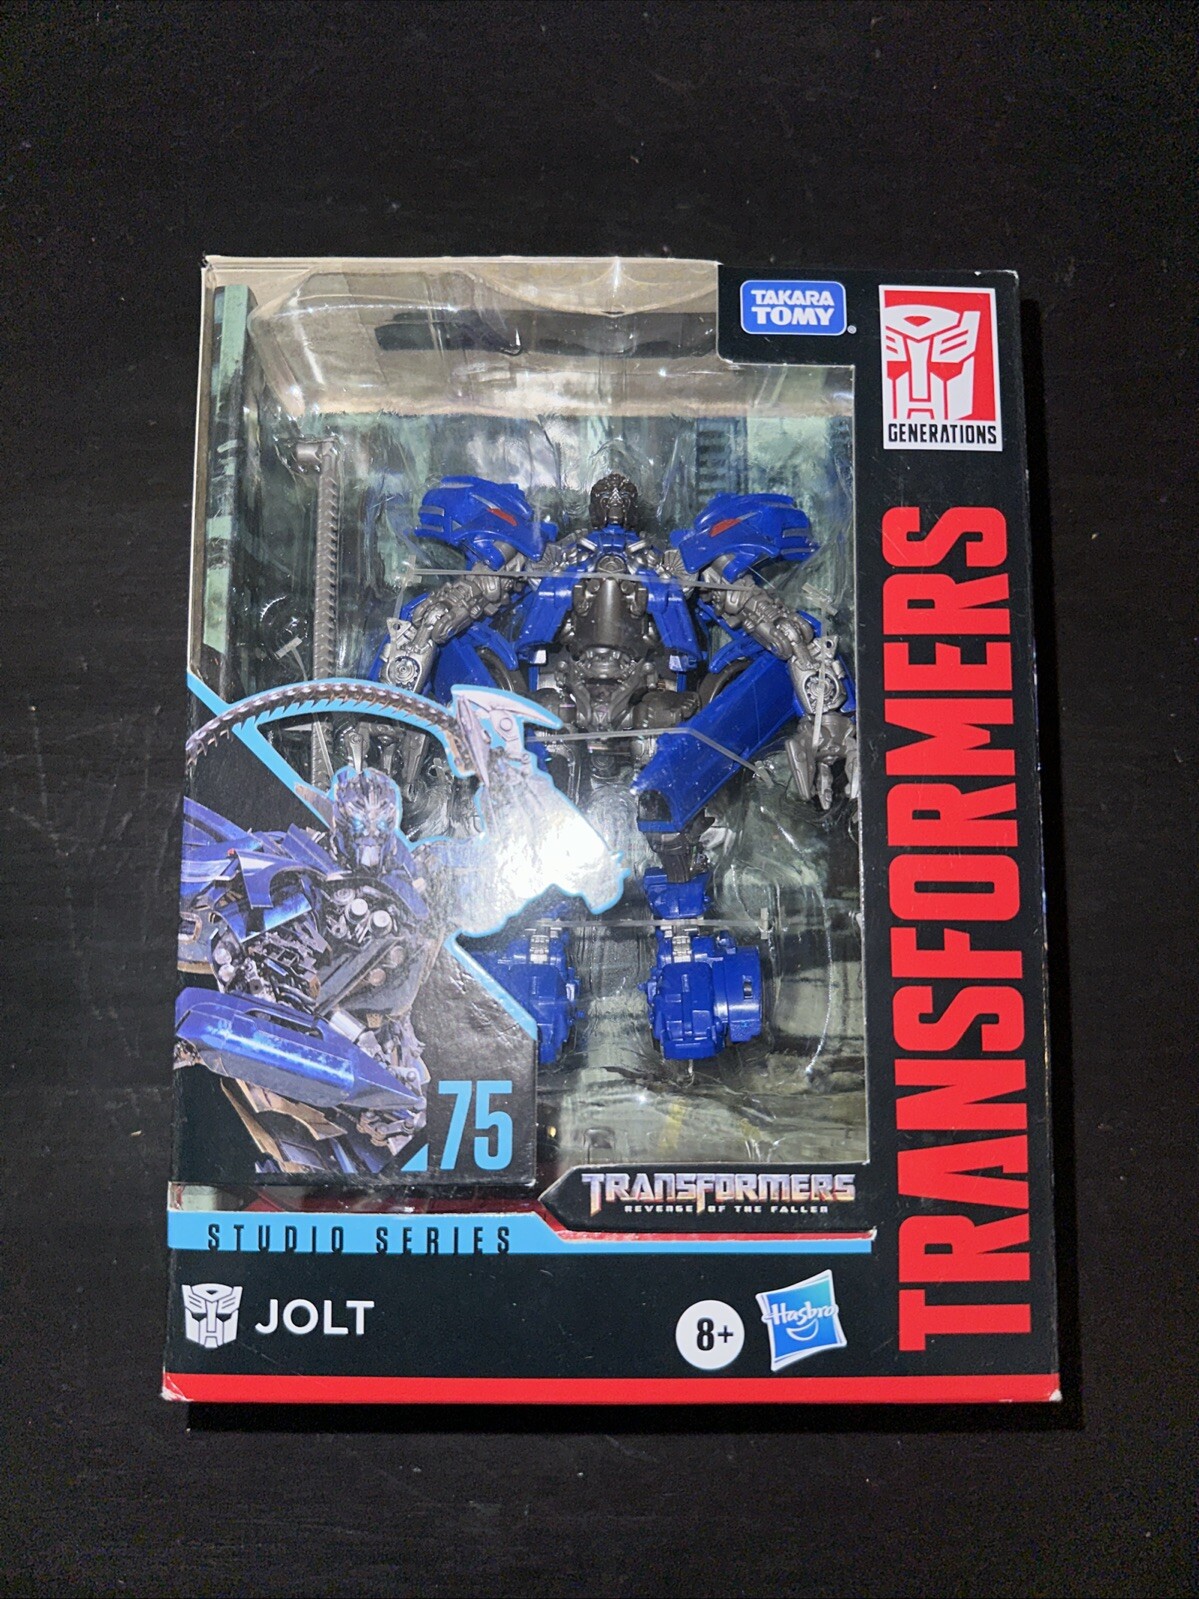 TAKARA
TOMY
GENERATIONS
TRANSFORMERS
75
TRANSFORMERS
REVENGE OF THE FALLEN
STUDIO SERIES
JOLT
8+
Hasbro